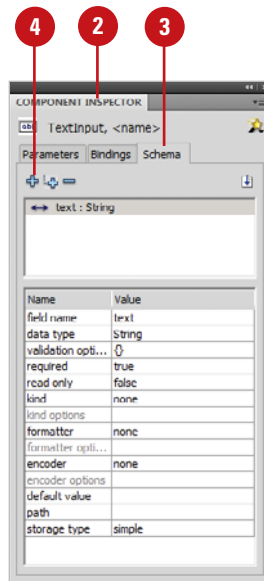 4 2 3
COMPONENT INSPECTOR
TextInput, <name>
Parameters Bindings Schema
text : String
Name Value
field name text
data type String
validation opti... {}
required true
read only false
kind none
kind options
formatter none
formatter opti...
encoder none
encoder options
default value
path
storage type simple